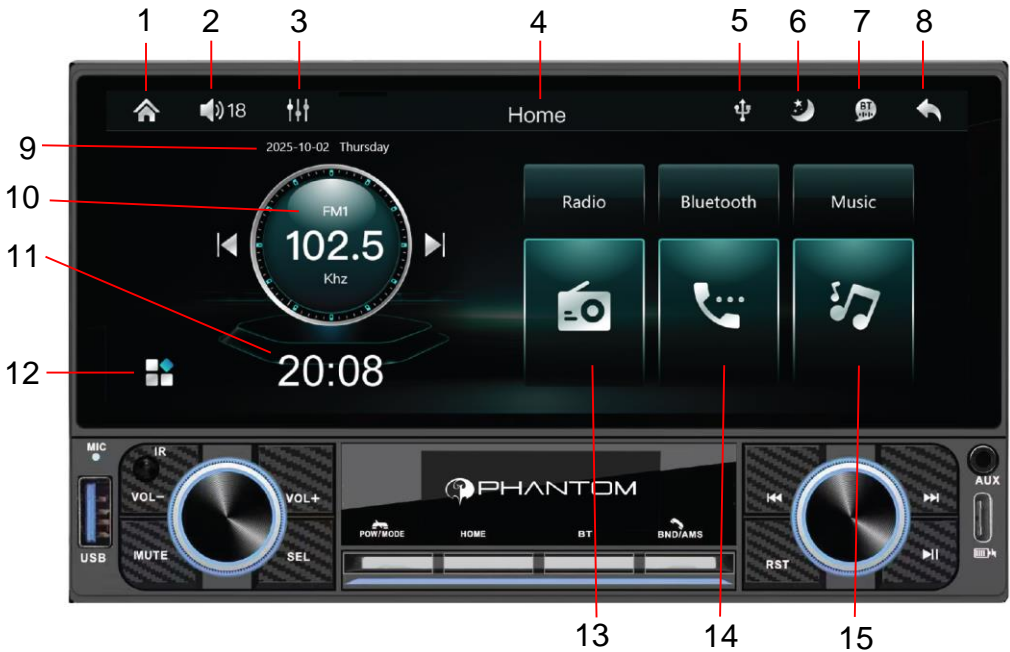 1 2 3 4 5 6 7 8
18
Home
BT
9
2025-10-02 Thursday
10
FM1
102.5
Khz
11
20:08
12
Radio Bluetooth Music
MIC
IR
VOL− VOL+
MUTE SEL
USB
PHANTOM
POW/MODE HOME BT BND/AMS
RST
AUX
13 14 15